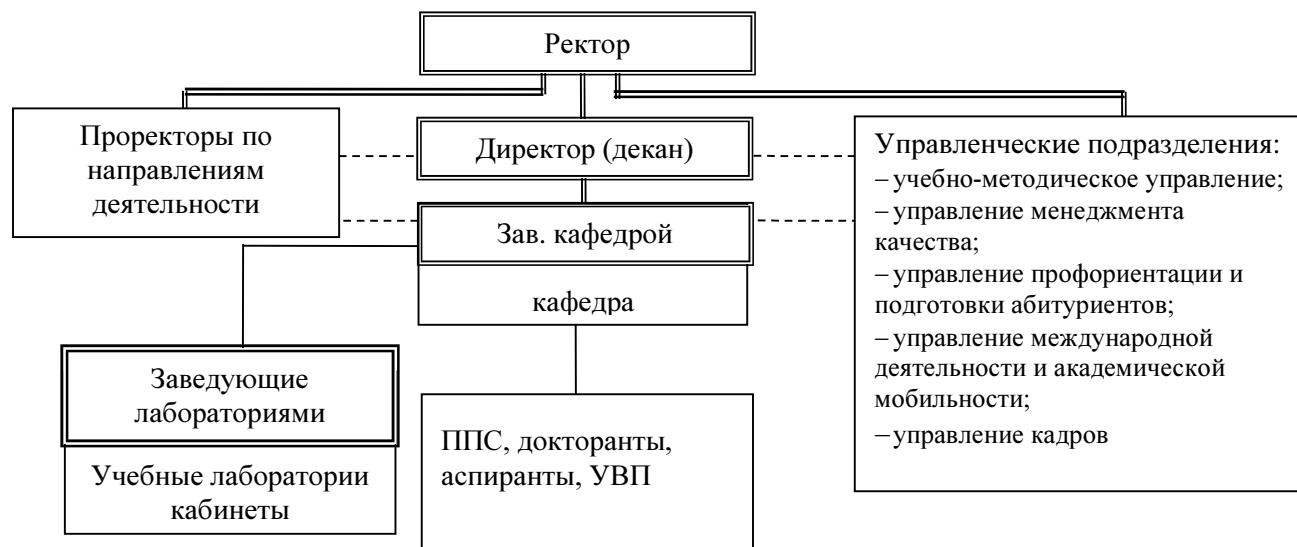 Ректор
Проректоры по
направлениям
деятельности
Директор (декан)
Зав. кафедрой
кафедра
Заведующие
лабораториями
Учебные лаборатории
кабинеты
ППС, докторанты,
аспиранты, УВП
Управленческие подразделения:
– учебно-методическое управление;
– управление менеджмента
качества;
– управление профориентации и
подготовки абитуриентов;
– управление международной
деятельности и академической
мобильности;
– управление кадров